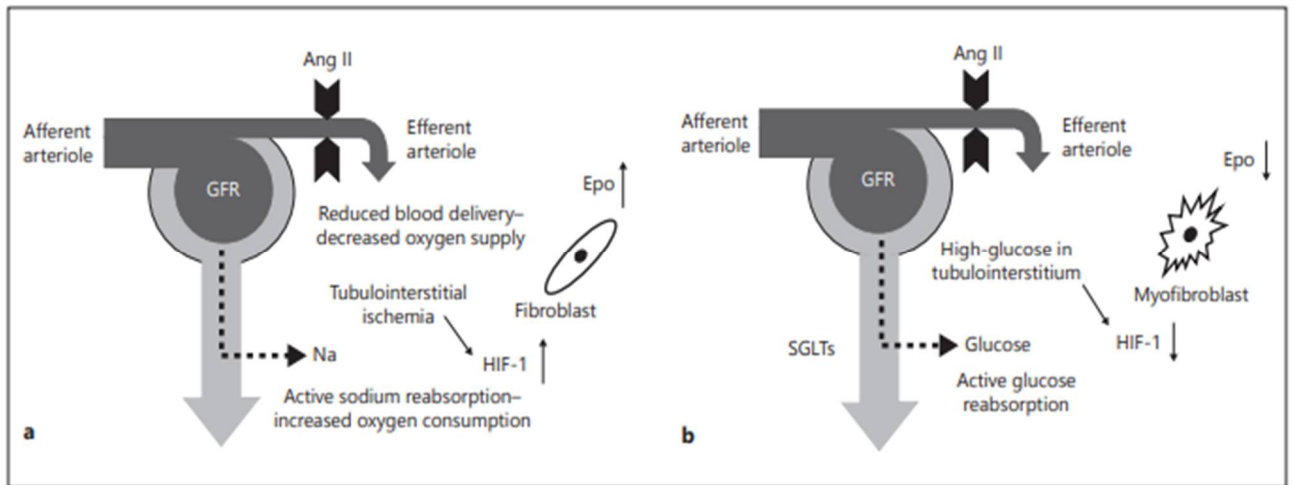 Ang II
Afferent
arteriole
Efferent
arteriole
GFR
Epo
Reduced blood delivery–
decreased oxygen supply
Tubulointerstitial
ischemia
Fibroblast
Na
HIF-1
Active sodium reabsorption–
increased oxygen consumption
a
Ang II
Afferent
arteriole
Efferent
arteriole
Epo
GFR
High-glucose in
tubulointerstitium
Myofibroblast
SGLTs
Glucose
HIF-1
Active glucose
reabsorption
b